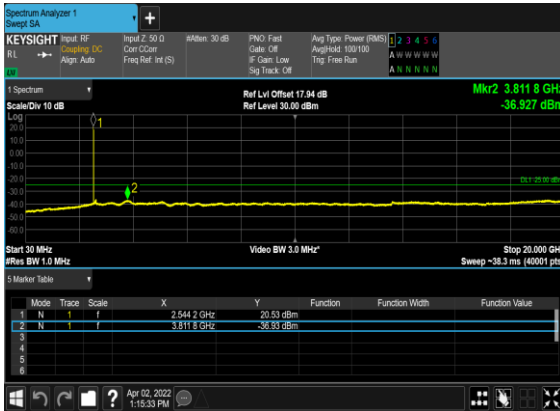 Spectrum Analyzer 1
Swept SA
KEYSIGHT
RL
Input: RF
Coupling: DC
Align: Auto
Input Z: 50 Ω
Corr CCorr
Freq Ref: Int (S)
#Atten: 30 dB
PNO: Fast
Gate: Off
IF Gain: Low
Sig Track: Off
Avg Type: Power (RMS)
Avg|Hold: 100/100
Trig: Free Run
1 2 3 4 5 6
A W W W W W
A N N N N N
1 Spectrum
Scale/Div 10 dB
Ref Lvl Offset 17.94 dB
Ref Level 30.00 dBm
Mkr2 3.811 8 GHz
-36.927 dBm
Log
20.0
10.0
0.00
-10.0
-20.0
-30.0
-40.0
-50.0
-60.0
1
2
DL1 -25.00 dBm
Start 30 MHz
#Res BW 1.0 MHz
Video BW 3.0 MHz*
Stop 20.000 GHz
Sweep ~38.3 ms (40001 pts)
5 Marker Table
Mode Trace Scale X Y Function Function Width Function Value
1 N 1 f 2.544 2 GHz 20.53 dBm
2 N 1 f 3.811 8 GHz -36.93 dBm
3
4
5
6
?
Apr 02, 2022
1:15:33 PM